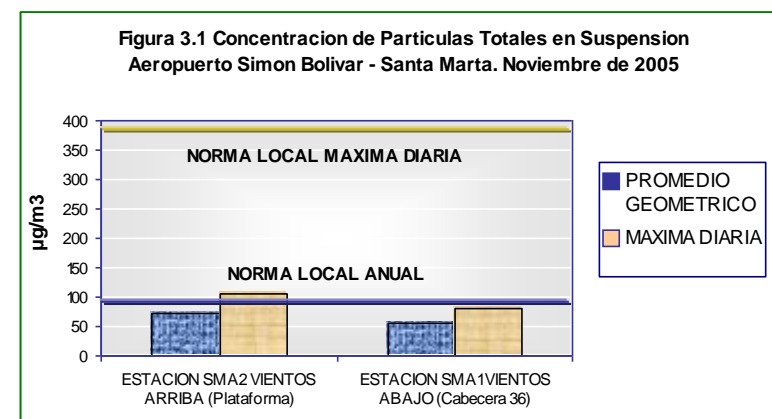 Figura 3.1 Concentracion de Particulas Totales en Suspension
Aeropuerto Simon Bolivar - Santa Marta. Noviembre de 2005
400
350
300
250
200
150
100
50
0
µg/m3
NORMA LOCAL MAXIMA DIARIA
NORMA LOCAL ANUAL
ESTACION SMA2 VIENTOS
ARRIBA (Plataforma)
ESTACION SMA1VIENTOS
ABAJO (Cabecera 36)
PROMEDIO
GEOMETRICO
MAXIMA DIARIA